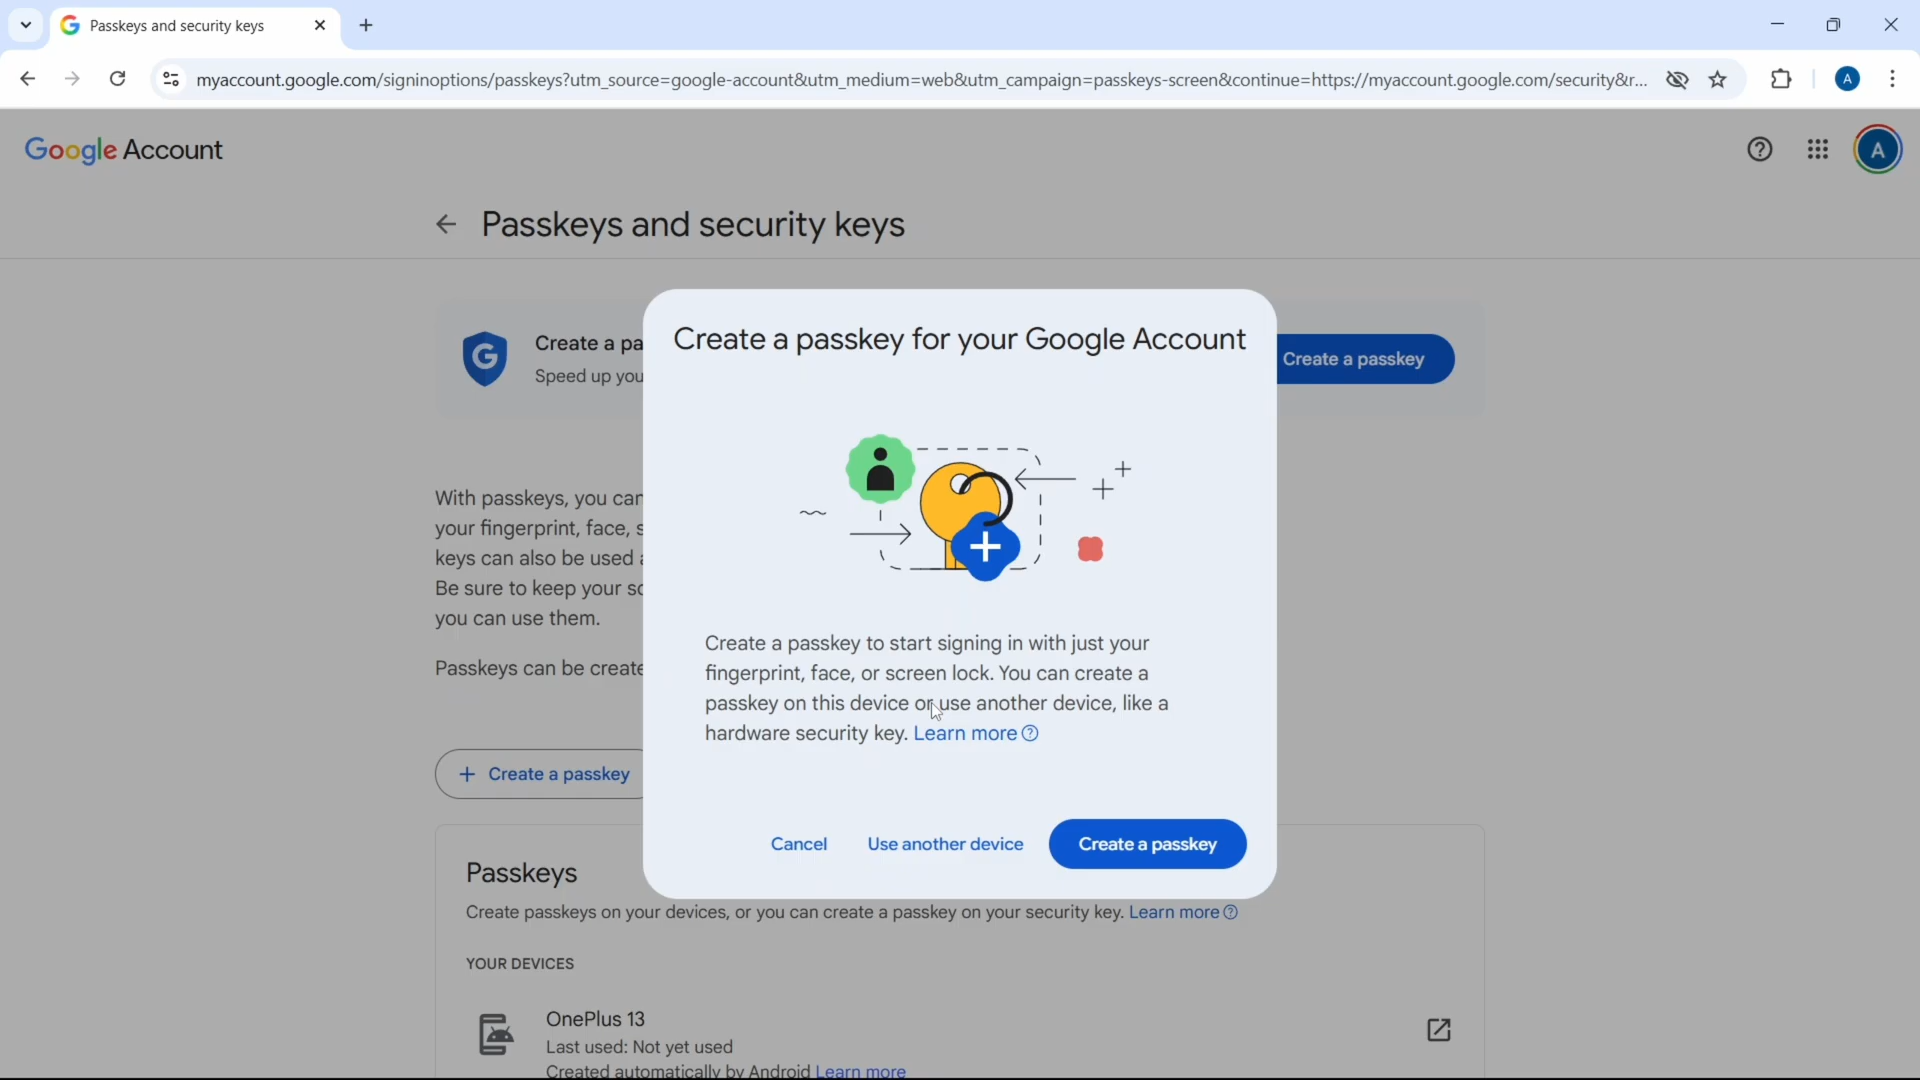 Passkeys and security keys
myaccount.google.com/signinoptions/passkeys?utm_source=google-account&utm_medium=web&utm_campaign=passkeys-screen&continue=https://myaccount.google.com/security&r...
A
Google Account
A
Passkeys and security keys
Create a pa
Speed up you
Create a passkey
Create a passkey for your Google Account
With passkeys, you can
your fingerprint, face, s
keys can also be used
Be sure to keep your sc
you can use them.
Passkeys can be create
Create a passkey to start signing in with just your
fingerprint, face, or screen lock. You can create a
passkey on this device or use another device, like a
hardware security key. Learn more
+ Create a passkey
Cancel
Use another device
Create a passkey
Passkeys
Create passkeys on your devices, or you can create a passkey on your security key. Learn more
YOUR DEVICES
OnePlus 13
Last used: Not yet used
Created automatically by Android Learn more